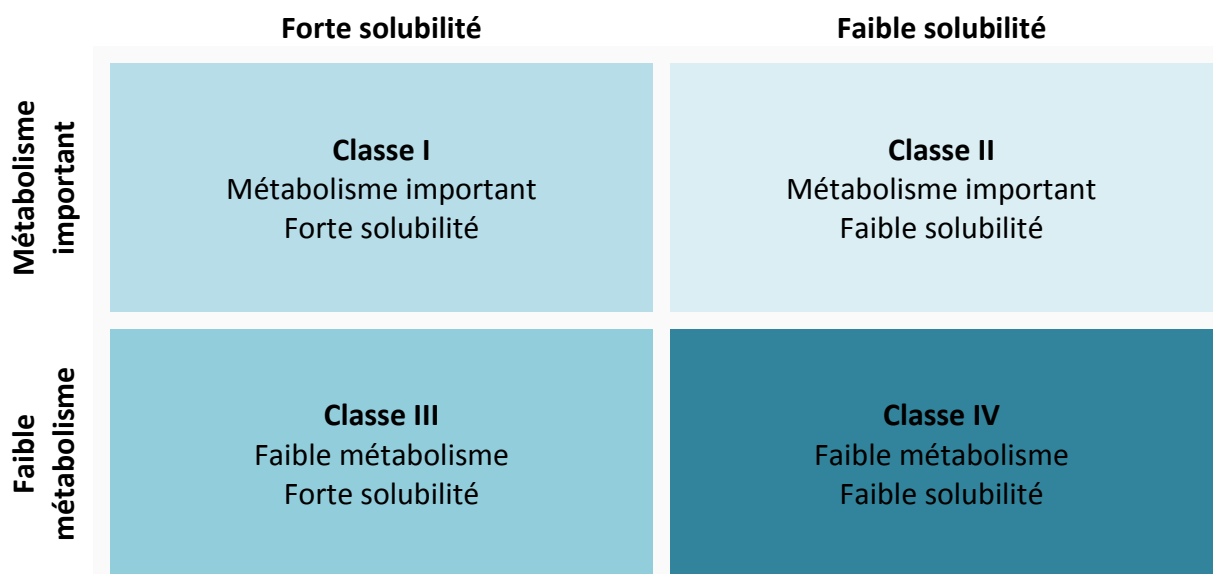 Forte solubilité
Faible solubilité
Métabolisme
important
Classe I
Métabolisme important
Forte solubilité
Classe II
Métabolisme important
Faible solubilité
Faible
métabolisme
Classe III
Faible métabolisme
Forte solubilité
Classe IV
Faible métabolisme
Faible solubilité